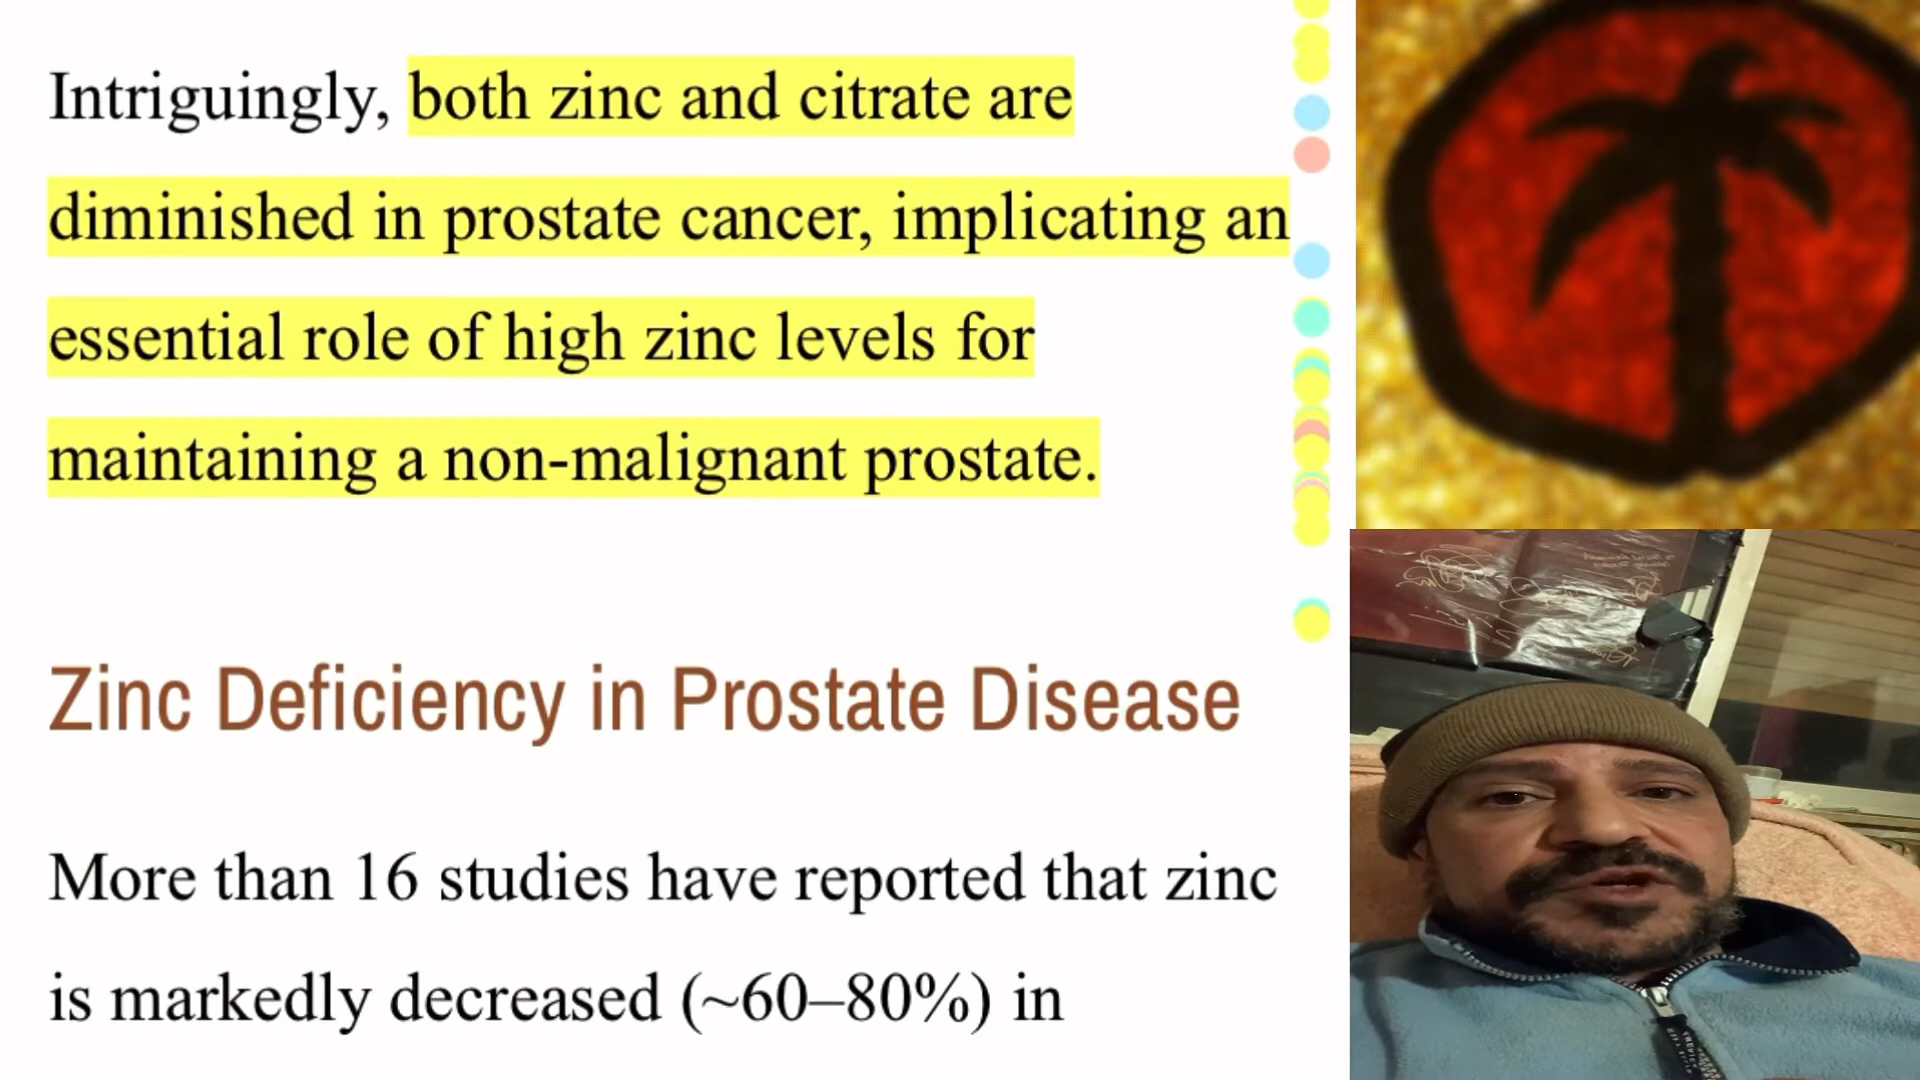 Intriguingly, both zinc and citrate are
diminished in prostate cancer, implicating an
essential role of high zinc levels for
maintaining a non-malignant prostate.
Zinc Deficiency in Prostate Disease
More than 16 studies have reported that zinc
is markedly decreased (~60–80%) in